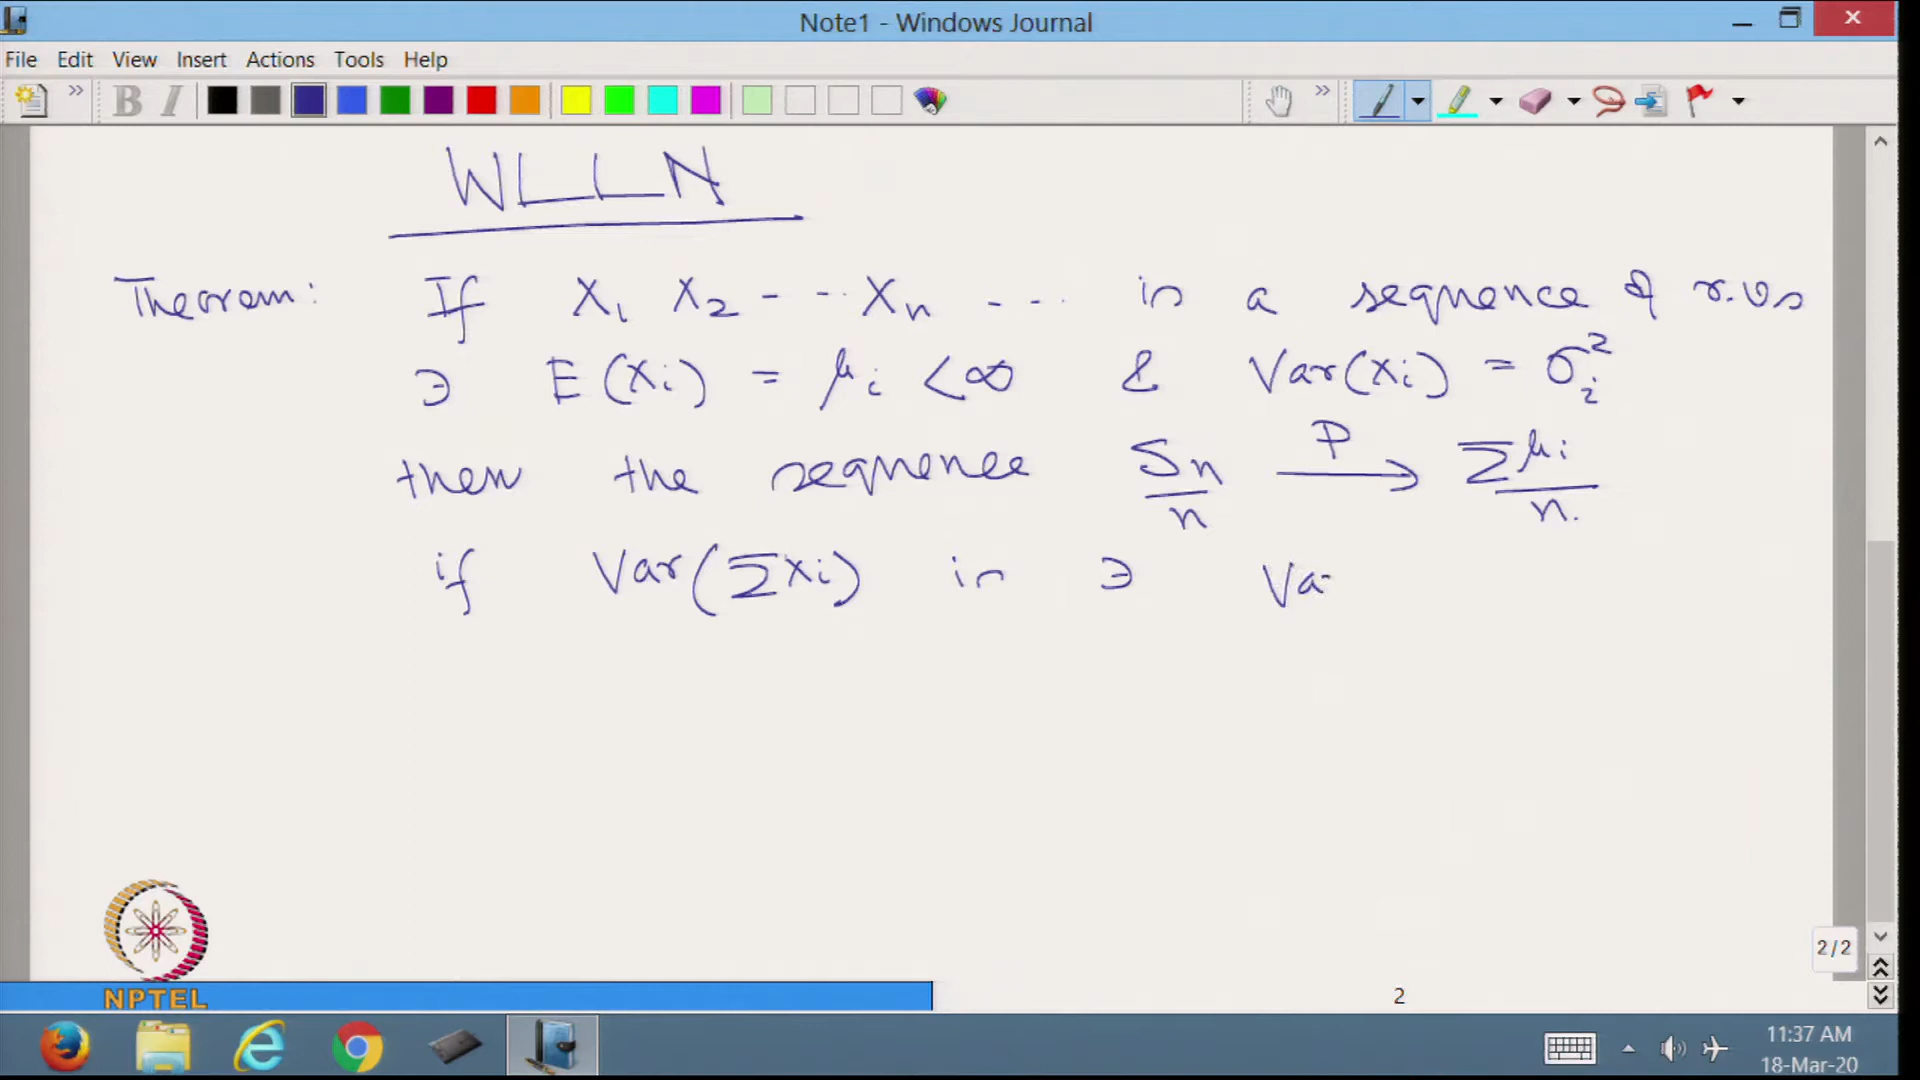 Note1 - Windows Journal
File Edit View Insert Actions Tools Help
WLLN
Theorem: If X₁ X₂ - - - Xₙ - - - is a sequence of r.vs
∋ E(Xᵢ) = μᵢ < ∞ & Var(Xᵢ) = σᵢ²
then the sequence Sₙ/n →ᴾ Σμᵢ/n.
if Var(ΣXᵢ) is ∋ Va
2/2
NPTEL
2
11:37 AM
18-Mar-20